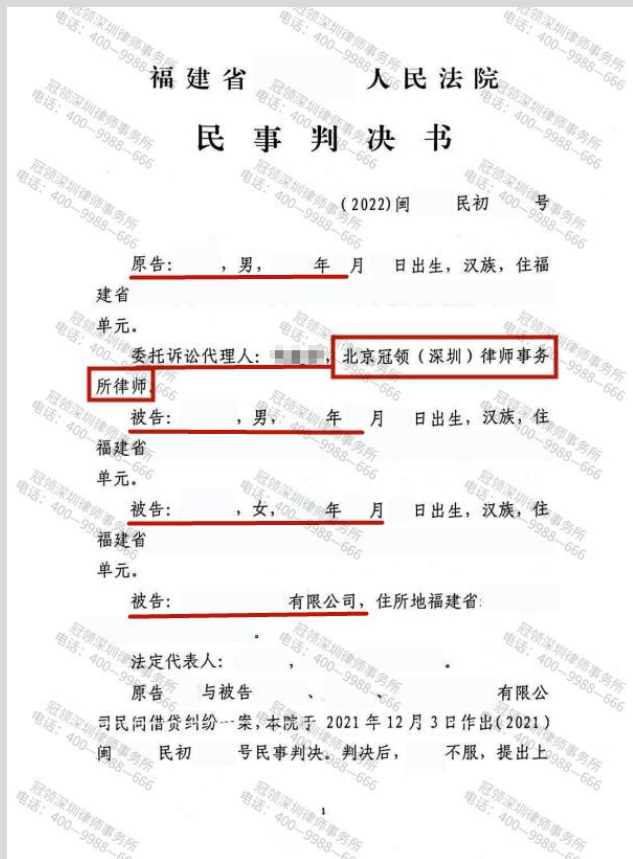 福建省 人民法院
民事判决书
(2022)闽 民初 号
原告: ,男, 年 月 日出生,汉族,住福
建省
单元。
委托诉讼代理人: ,北京冠领(深圳)律师事务
所律师。
被告: ,男, 年 月 日出生,汉族,住
福建省
单元。
被告: ,女, 年 月 日出生,汉族,住
福建省
单元。
被告: 有限公司,住所地福建省
。
法定代表人: , 。
原告 与被告 、 、 有限公
司民间借贷纠纷一案,本院于 2021 年 12 月 3 日作出(2021)
闽 民初 号民事判决。判决后, 不服,提出上
1
冠领深圳律师事务所
电话:400-9988-666